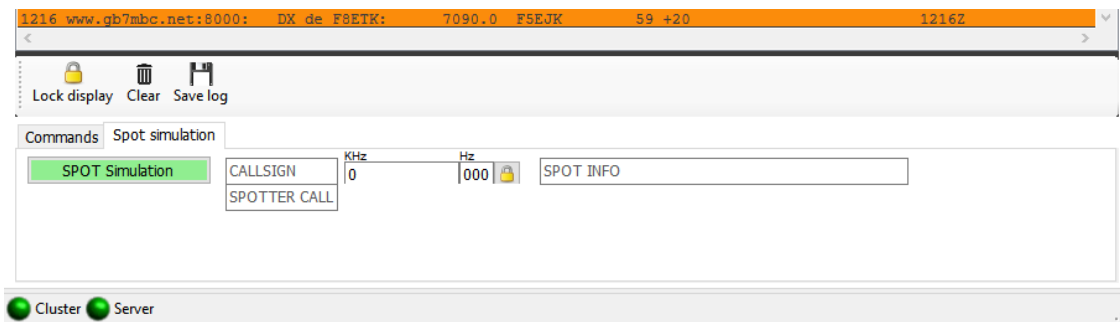 1216 www.gb7mbc.net:8000: DX de F8ETK: 7090.0 F5EJK 59 +20 1216Z
Lock display Clear Save log
Commands Spot simulation
KHz Hz
SPOT Simulation CALLSIGN 0 000 SPOT INFO
SPOTTER CALL
Cluster Server